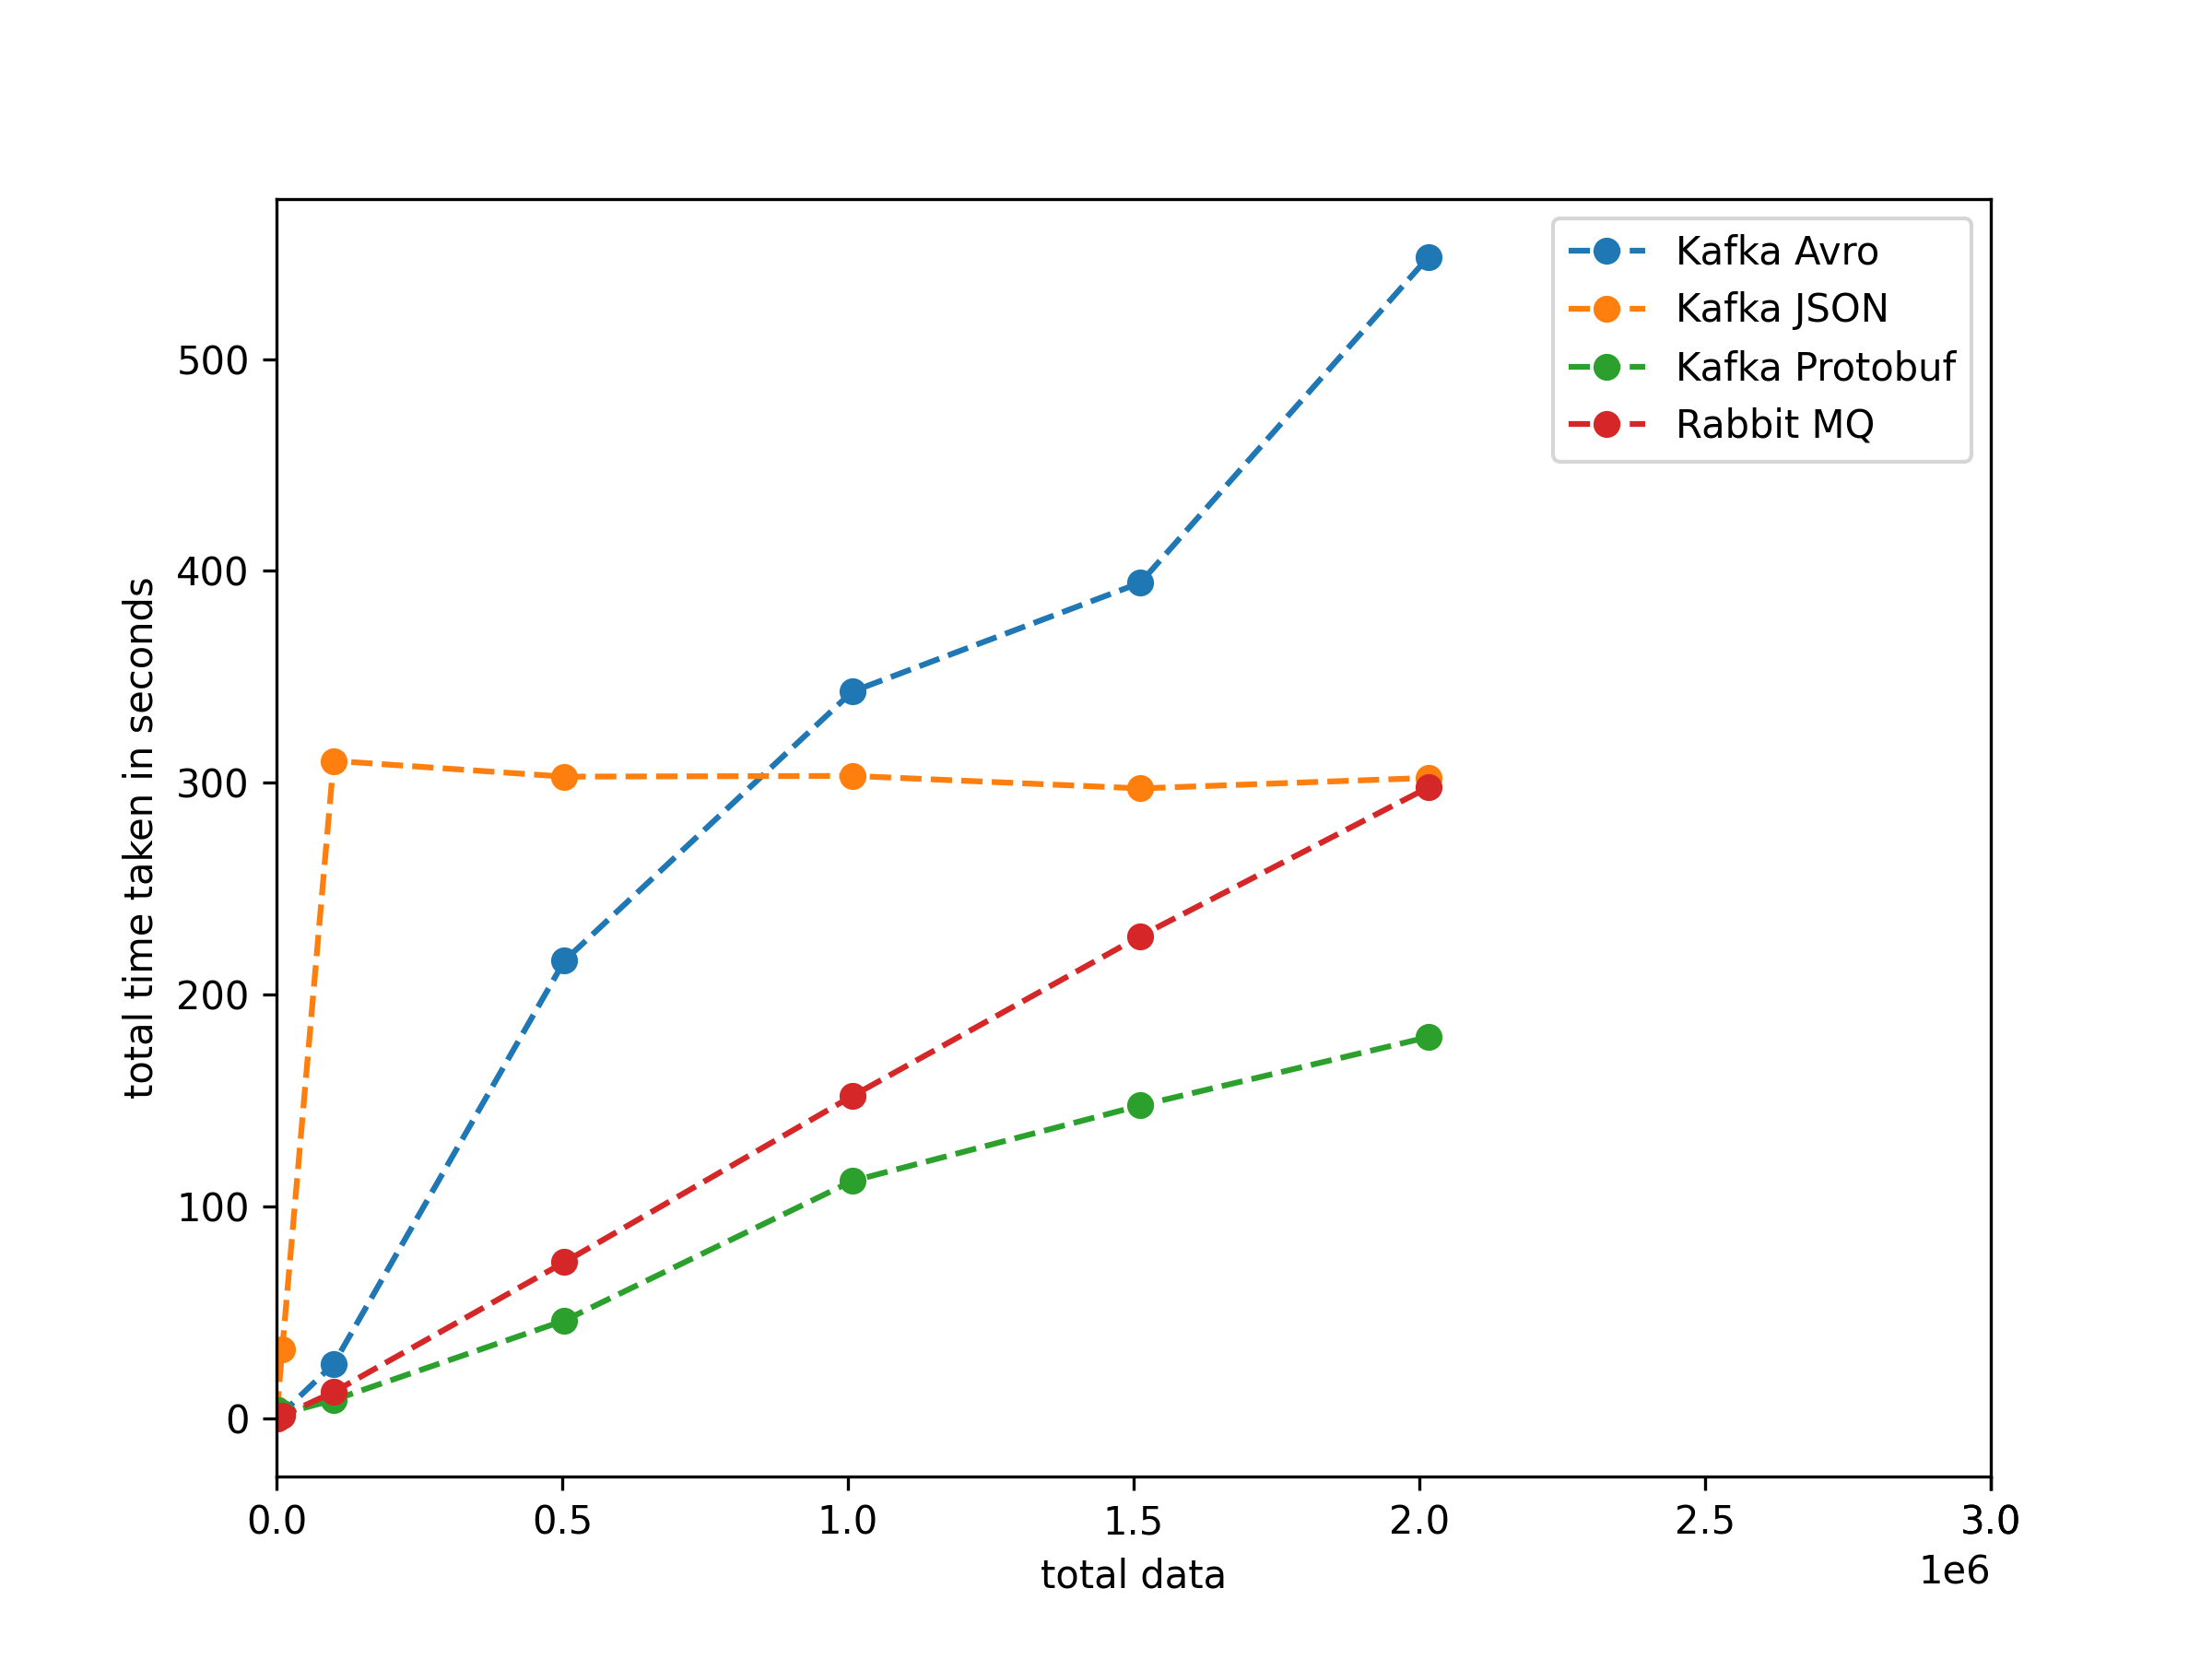 Kafka Avro
Kafka JSON
Kafka Protobuf
Rabbit MQ
total time taken in seconds
500
400
300
200
100
0
0.0 0.5 1.0 1.5 2.0 2.5 3.0
1e6
total data